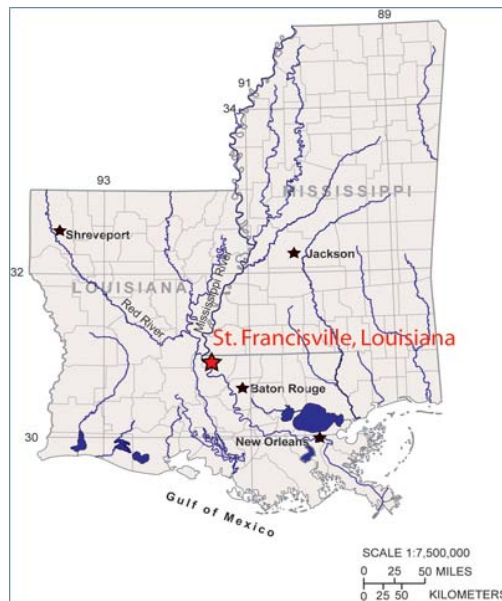 89
91
34
93
MISSISSIPPI
Shreveport
Jackson
32
LOUISIANA
Mississippi River
Red River
St. Francisville, Louisiana
Baton Rouge
30
New Orleans
Gulf of Mexico
SCALE 1:7,500,000
0 25 50 MILES
0 25 50 KILOMETERS